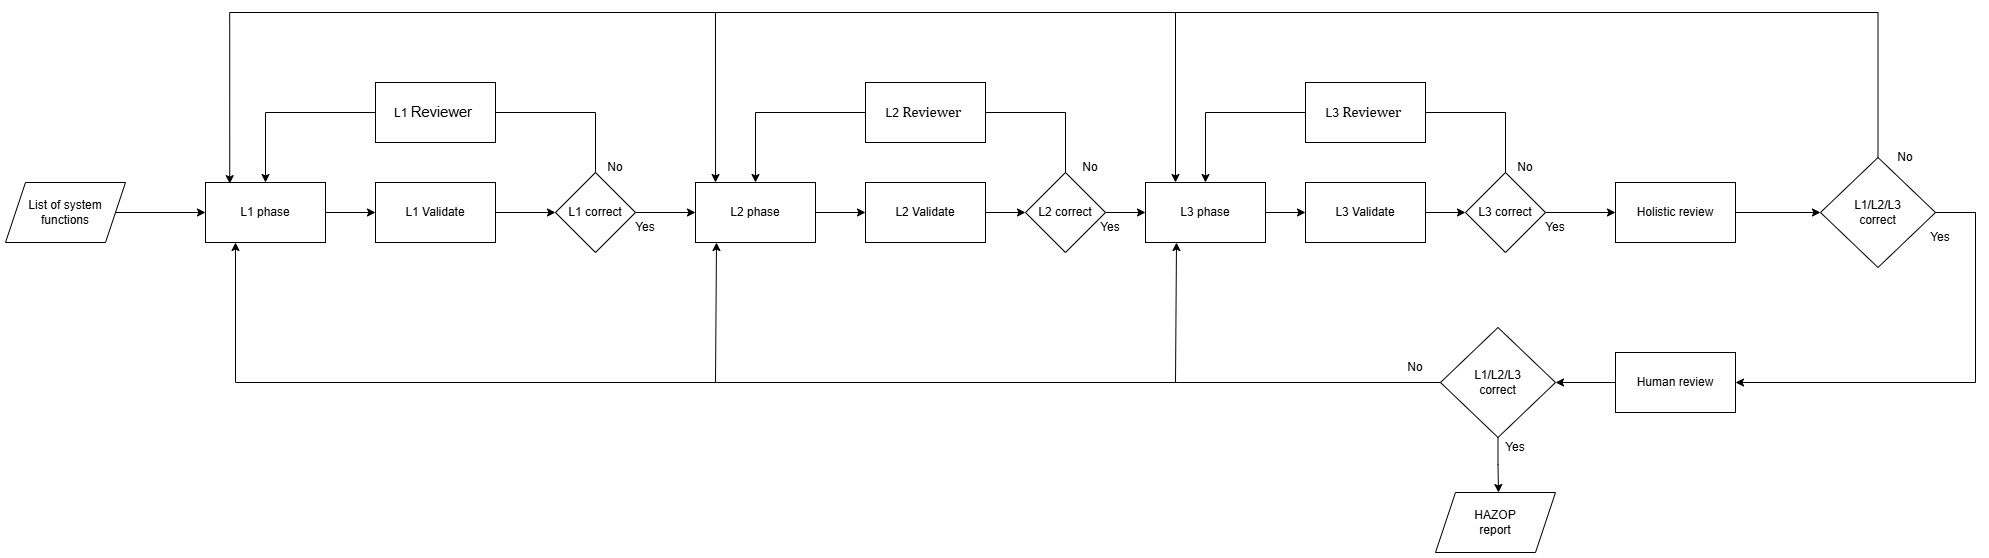 L1 Reviewer
L2 Reviewer
L3 Reviewer
No
No
No
No
List of system
functions
L1 phase
L1 Validate
L1 correct
Yes
L2 phase
L2 Validate
L2 correct
Yes
L3 phase
L3 Validate
L3 correct
Yes
Holistic review
L1/L2/L3
correct
Yes
Human review
L1/L2/L3
correct
No
Yes
HAZOP
report